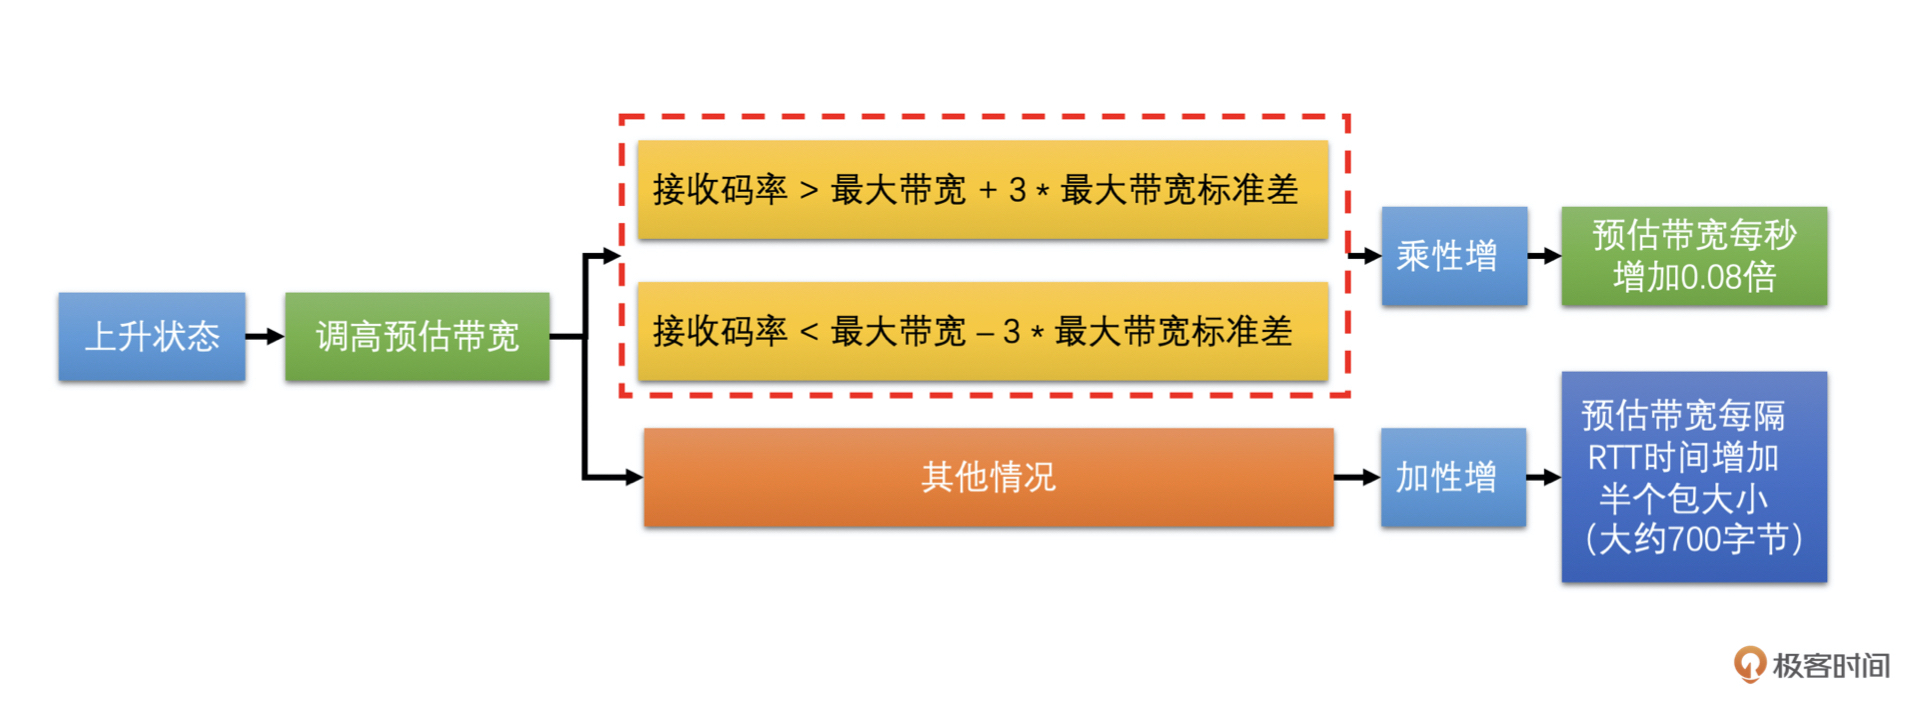 上升状态
调高预估带宽
接收码率 > 最大带宽 + 3 * 最大带宽标准差
接收码率 < 最大带宽 – 3 * 最大带宽标准差
乘性增
预估带宽每秒
增加0.08倍
其他情况
加性增
预估带宽每隔
RTT时间增加
半个包大小
（大约700字节）
极客时间